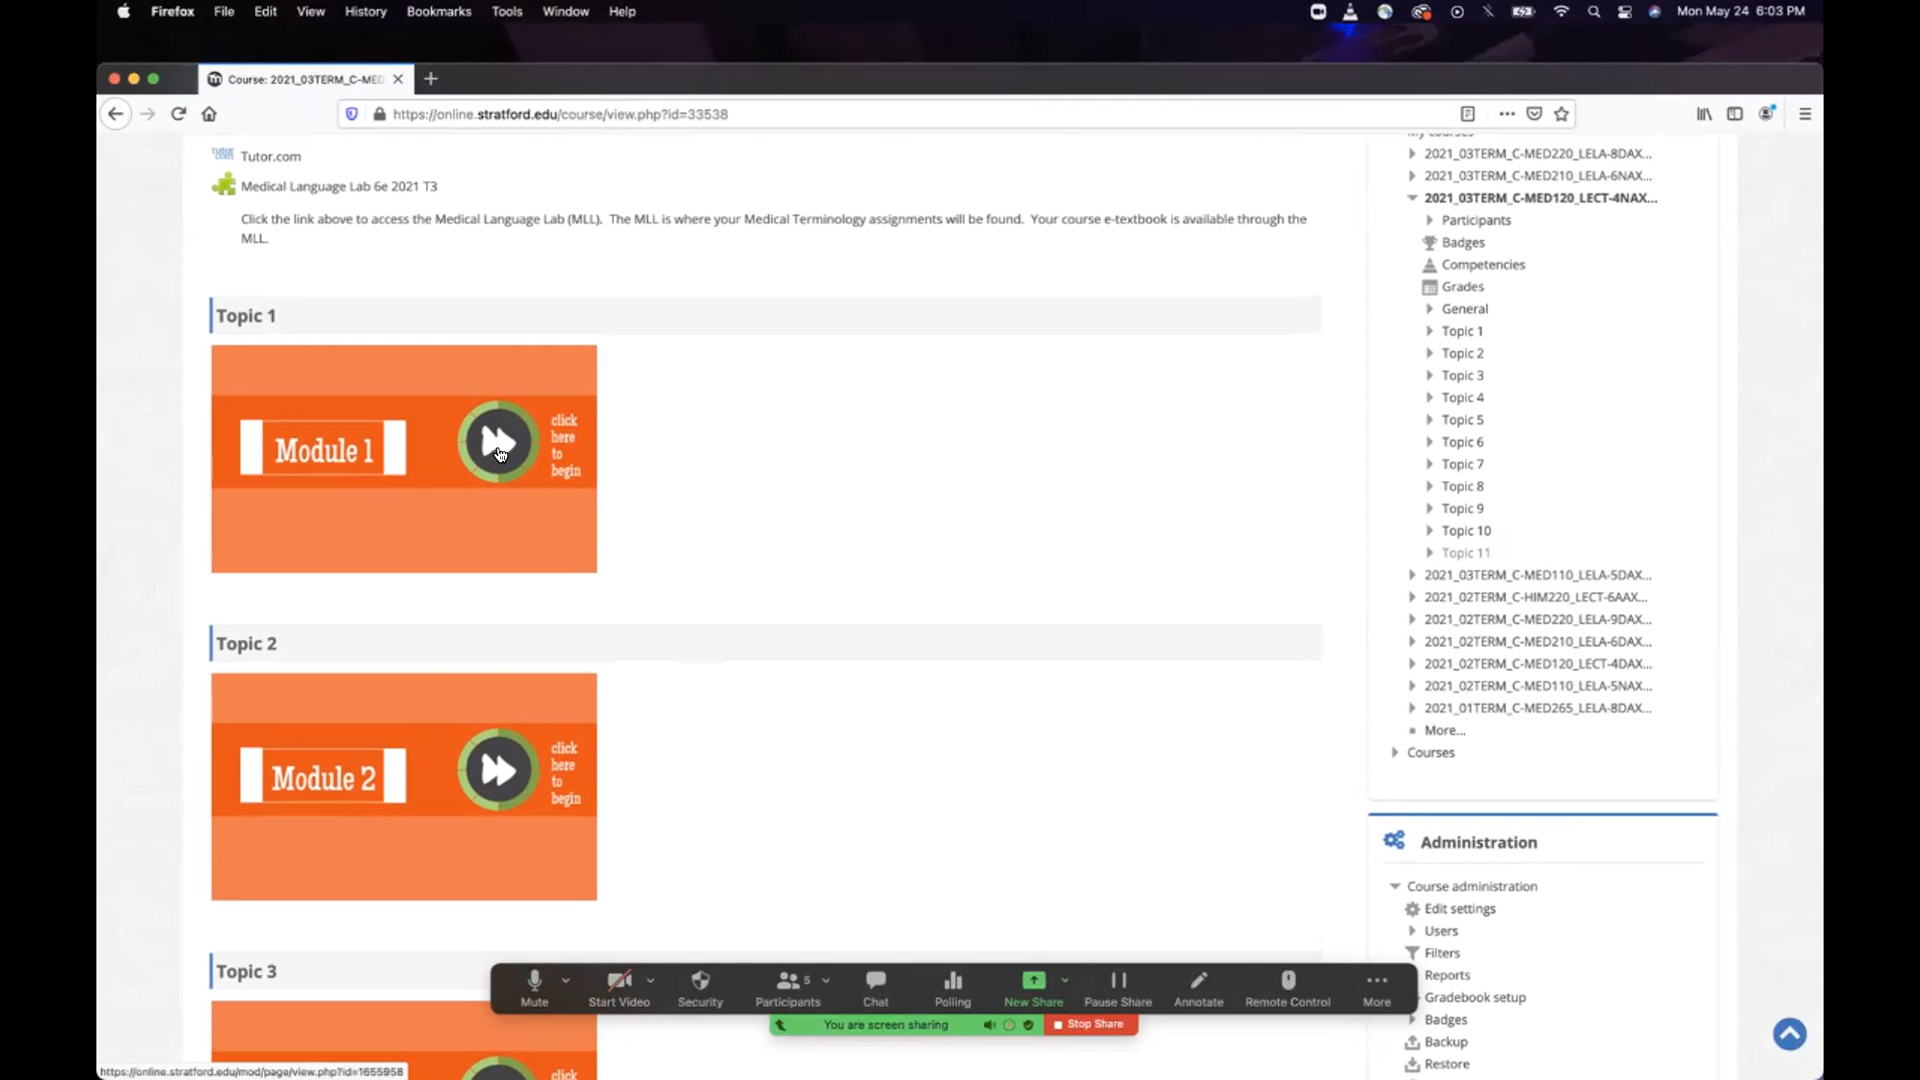 Firefox File Edit View History Bookmarks Tools Window Help
Mon May 24 6:03 PM
Course: 2021_03TERM_C-MED
https://online.stratford.edu/course/view.php?id=33538
tutor com
Tutor.com
Medical Language Lab 6e 2021 T3
Click the link above to access the Medical Language Lab (MLL). The MLL is where your Medical Terminology assignments will be found. Your course e-textbook is available through the
MLL.
Topic 1
Module 1
click
here
to
begin
Topic 2
Module 2
click
here
to
begin
Topic 3
click
My courses
2021_03TERM_C-MED220_LELA-8DAX...
2021_03TERM_C-MED210_LELA-6NAX...
2021_03TERM_C-MED120_LECT-4NAX...
Participants
Badges
Competencies
Grades
General
Topic 1
Topic 2
Topic 3
Topic 4
Topic 5
Topic 6
Topic 7
Topic 8
Topic 9
Topic 10
Topic 11
2021_03TERM_C-MED110_LELA-5DAX...
2021_02TERM_C-HIM220_LECT-6AAX...
2021_02TERM_C-MED220_LELA-9DAX...
2021_02TERM_C-MED210_LELA-6DAX...
2021_02TERM_C-MED120_LECT-4DAX...
2021_02TERM_C-MED110_LELA-5NAX...
2021_01TERM_C-MED265_LELA-8DAX...
More...
Courses
Administration
Course administration
Edit settings
Users
Filters
Reports
Gradebook setup
Badges
Backup
Restore
5
Mute Start Video Security Participants Chat Polling New Share Pause Share Annotate Remote Control More
You are screen sharing
Stop Share
https://online.stratford.edu/mod/page/view.php?id=1655958